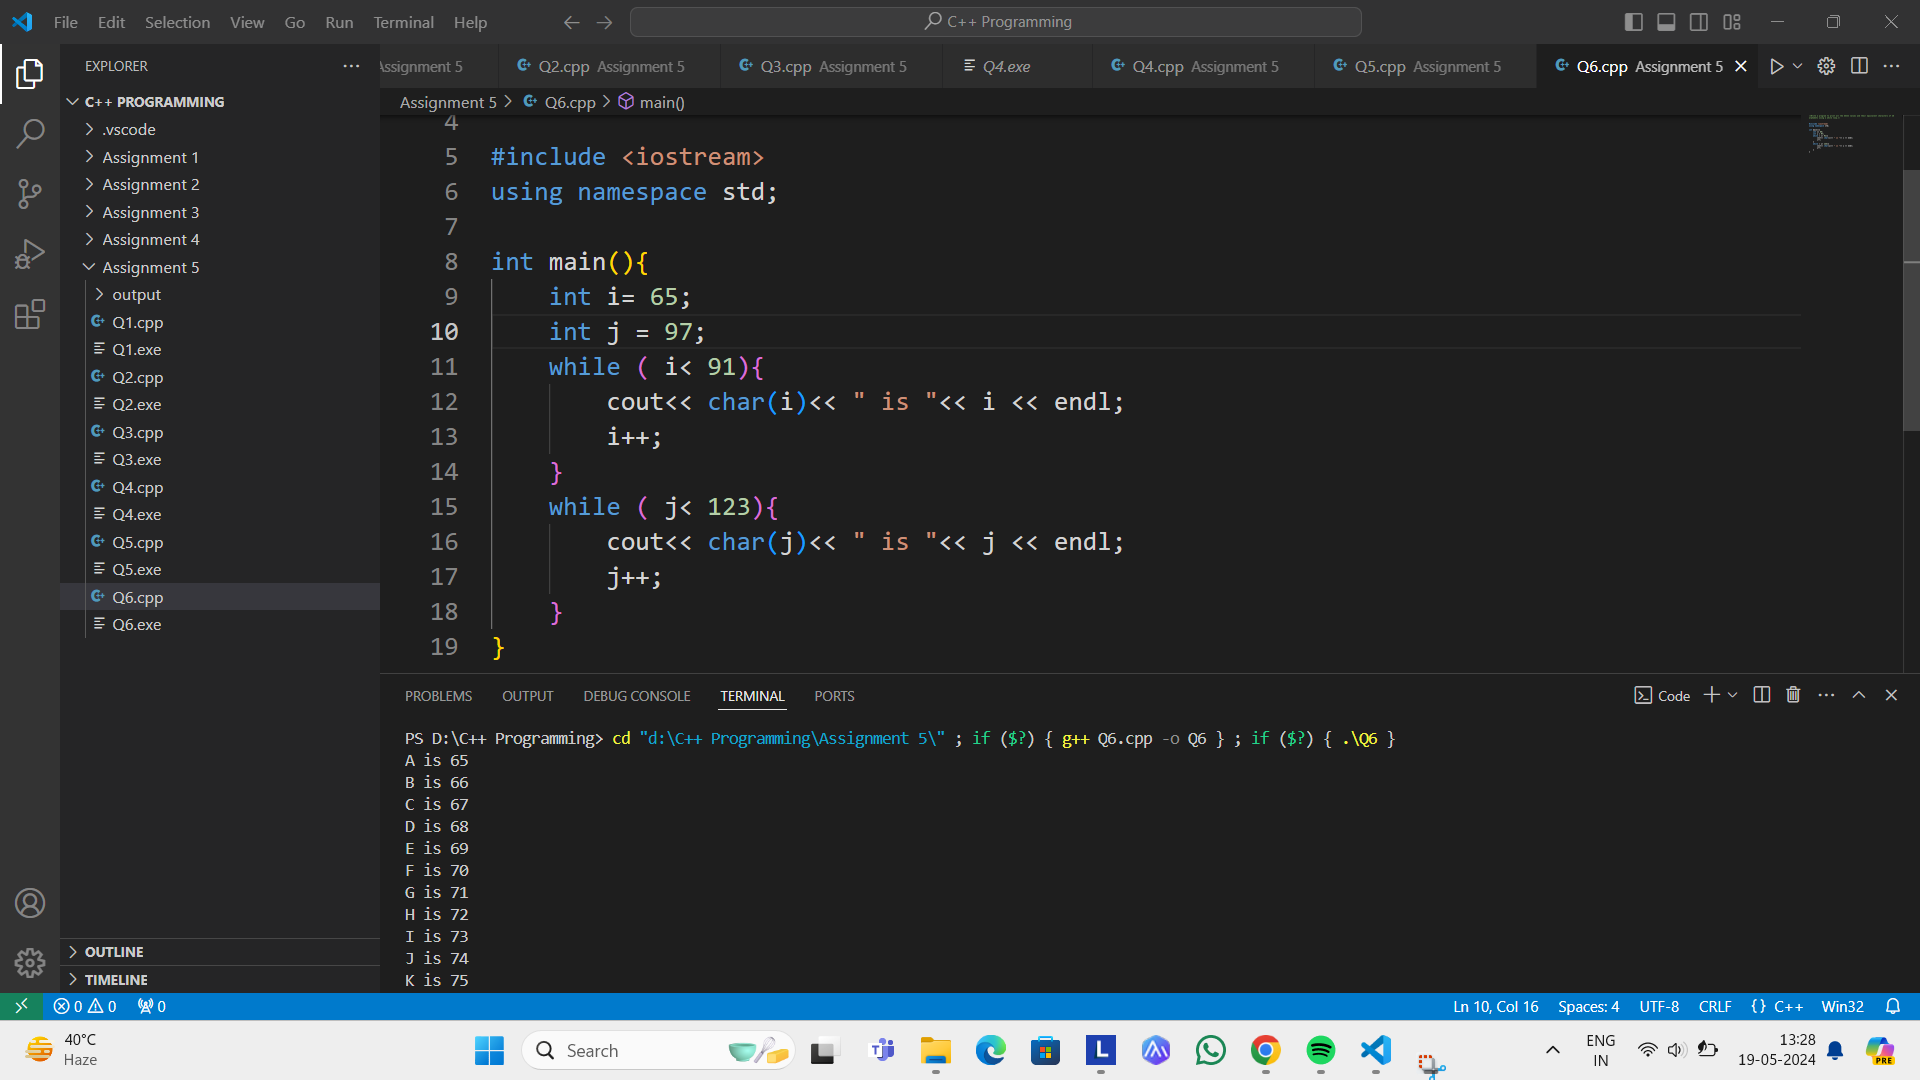 File Edit Selection View Go Run Terminal Help
C++ Programming
EXPLORER
Assignment 5
Q2.cpp Assignment 5
Q3.cpp Assignment 5
Q4.exe
Q4.cpp Assignment 5
Q5.cpp Assignment 5
Q6.cpp Assignment 5
C++ PROGRAMMING
.vscode
Assignment 1
Assignment 2
Assignment 3
Assignment 4
Assignment 5
output
Q1.cpp
Q1.exe
Q2.cpp
Q2.exe
Q3.cpp
Q3.exe
Q4.cpp
Q4.exe
Q5.cpp
Q5.exe
Q6.cpp
Q6.exe
OUTLINE
TIMELINE
Assignment 5 > Q6.cpp > main()
4
5 #include <iostream>
6 using namespace std;
7
8 int main(){
9 int i= 65;
10 int j = 97;
11 while ( i< 91){
12 cout<< char(i)<< " is "<< i << endl;
13 i++;
14 }
15 while ( j< 123){
16 cout<< char(j)<< " is "<< j << endl;
17 j++;
18 }
19 }
PROBLEMS OUTPUT DEBUG CONSOLE TERMINAL PORTS
Code
PS D:\C++ Programming> cd "d:\C++ Programming\Assignment 5\" ; if ($?) { g++ Q6.cpp -o Q6 } ; if ($?) { .\Q6 }
A is 65
B is 66
C is 67
D is 68
E is 69
F is 70
G is 71
H is 72
I is 73
J is 74
K is 75
0 0 0
Ln 10, Col 16 Spaces: 4 UTF-8 CRLF {} C++ Win32
40°C
Haze
Search
L
ENG
IN
13:28
19-05-2024
PRE